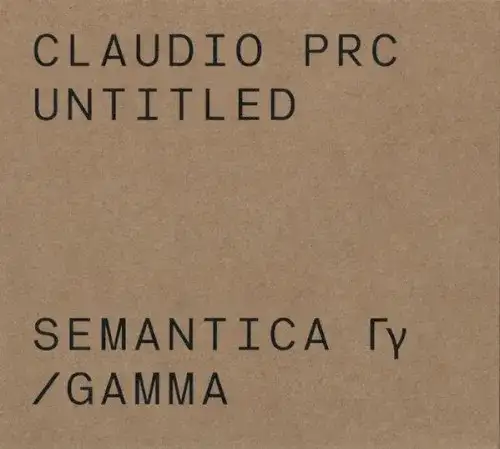 CLAUDIO PRC
UNTITLED
SEMANTICA Γγ
/GAMMA